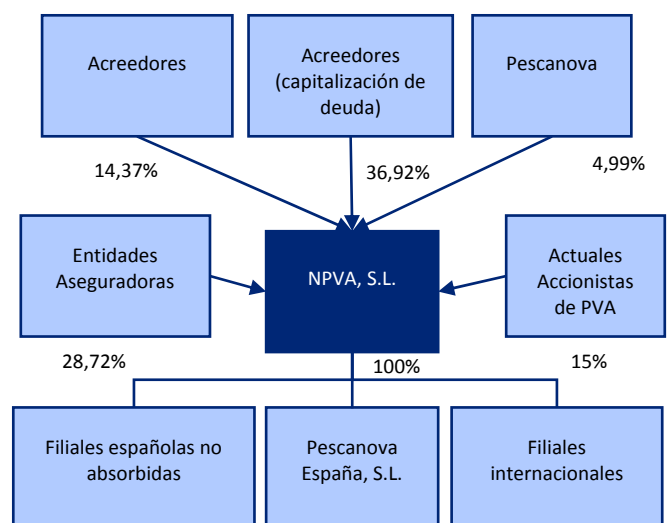 Acreedores
Acreedores
(capitalización de
deuda)
Pescanova
14,37%
36,92%
4,99%
Entidades
Aseguradoras
NPVA, S.L.
Actuales
Accionistas
de PVA
28,72%
100%
15%
Filiales españolas no
absorbidas
Pescanova
España, S.L.
Filiales
internacionales